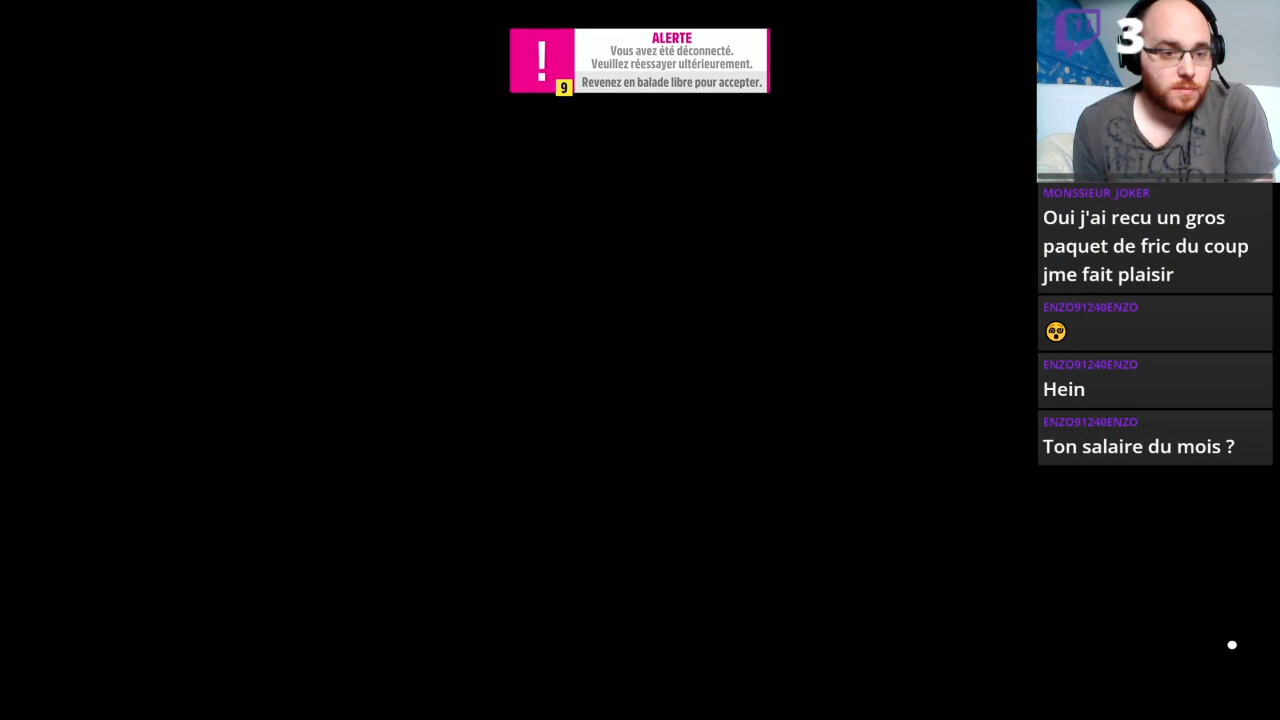 ALERTE
Vous avez été déconnecté.
Veuillez réessayer ultérieurement.
Revenez en balade libre pour accepter.
!
9
3
MONSSIEUR_JOKER
Oui j'ai recu un gros
paquet de fric du coup
jme fait plaisir
ENZO91240ENZO
Hein
ENZO91240ENZO
ENZO91240ENZO
Ton salaire du mois ?